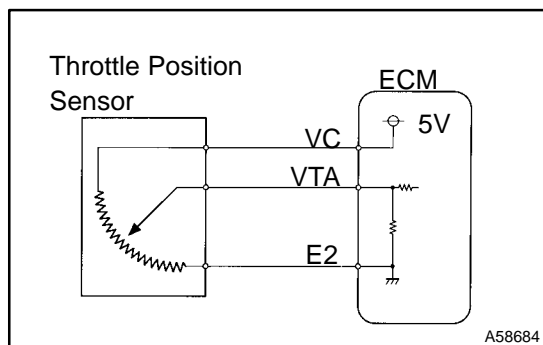 Throttle Position
Sensor
ECM
5V
VC
VTA
E2
A58684